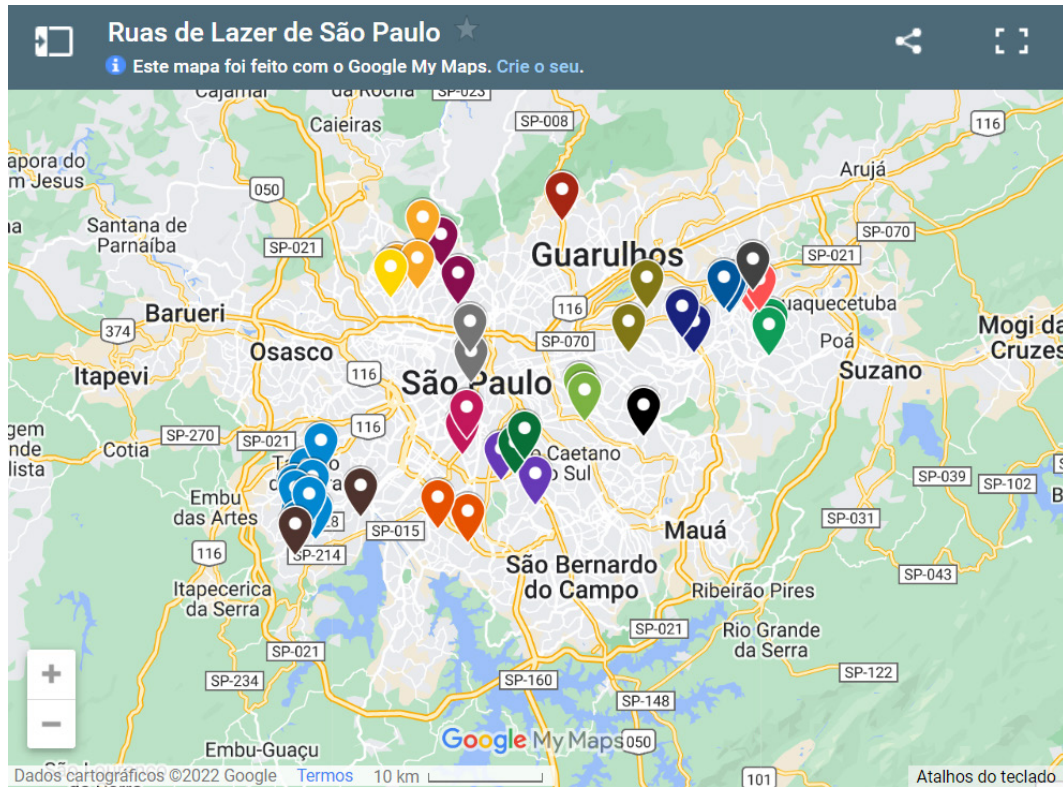 Ruas de Lazer de São Paulo
Este mapa foi feito com o Google My Maps. Crie o seu.
Cajamar
da Rocha
SP-023
Caieiras
SP-008
116
apora do
m Jesus
Arujá
050
Santana de
Parnaíba
SP-021
SP-070
Guarulhos
SP-021
116
uaquecetuba
Barueri
374
Osasco
SP-070
Poá
Mogi da
Cruzes
Itapevi
116
São Paulo
Suzano
SP-270
SP-021
116
Cotia
Caetano
do Sul
Embu
das Artes
SP-039
SP-102
SP-015
Mauá
SP-031
116
SP-214
São Bernardo
do Campo
SP-043
Itapecerica
da Serra
Ribeirão Pires
SP-021
SP-021
Rio Grande
da Serra
SP-234
SP-160
SP-122
SP-148
+
−
Embu-Guaçu
Google My Maps
050
Dados cartográficos ©2022 Google
Termos
10 km
101
Atalhos do teclado